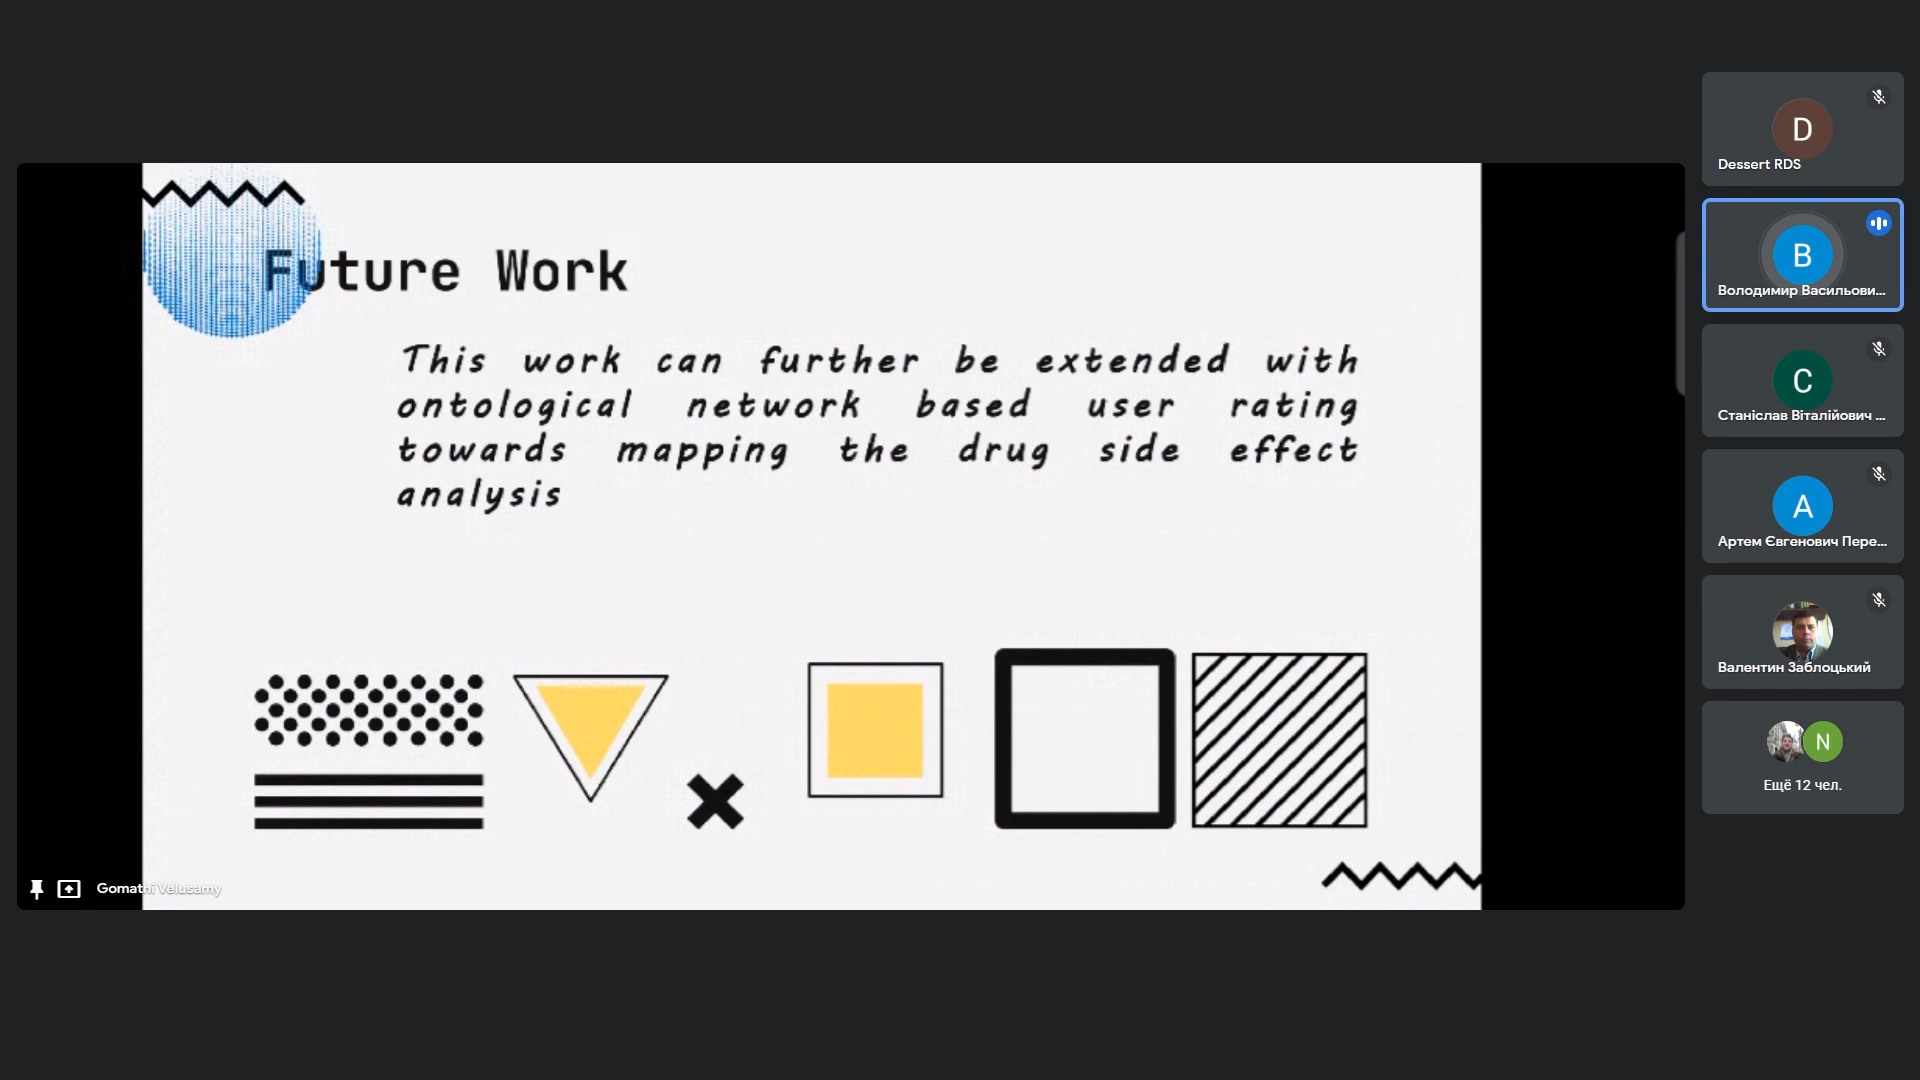 Future Work
This work can further be extended with
ontological network based user rating
towards mapping the drug side effect
analysis
Gomathi Velusamy
D
Dessert RDS
В
Володимир Васильови...
С
Станіслав Віталійович ...
А
Артем Євгенович Пере...
Валентин Заблоцький
N
Ещё 12 чел.